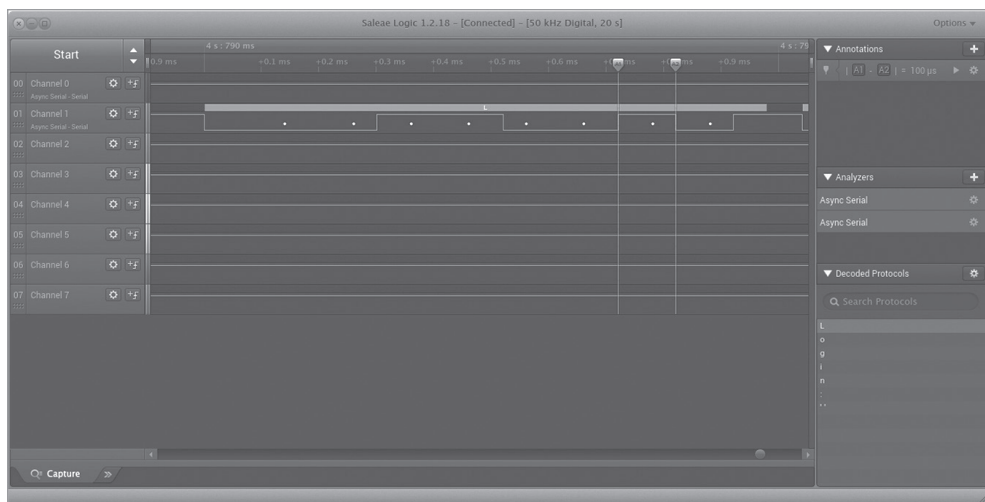 Saleae Logic 1.2.18 - [Connected] - [50 kHz Digital, 20 s]
Options
Start
4 s : 790 ms
4 s : 79
0.9 ms
+0.1 ms
+0.2 ms
+0.3 ms
+0.4 ms
+0.5 ms
+0.6 ms
+0.9 ms
00 Channel 0
Async Serial - Serial
01 Channel 1
Async Serial - Serial
L
02 Channel 2
03 Channel 3
04 Channel 4
05 Channel 5
06 Channel 6
07 Channel 7
Capture
Annotations
| A1 - A2 | = 100 µs
Analyzers
Async Serial
Async Serial
Decoded Protocols
Search Protocols
L
o
g
i
n
:
' '